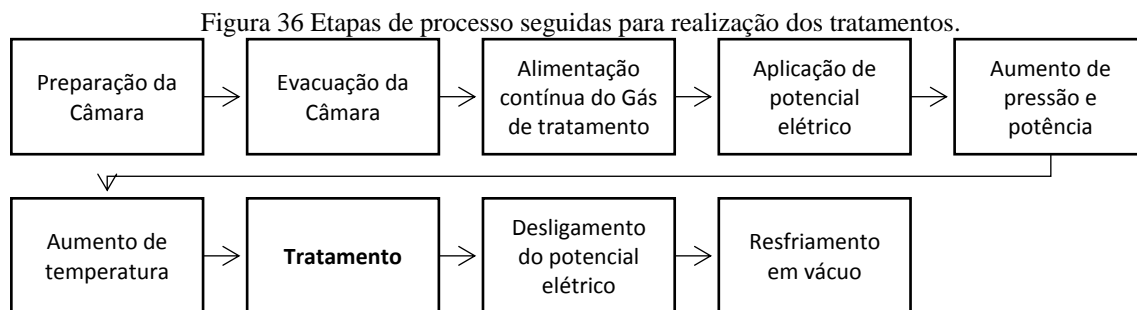 Figura 36 Etapas de processo seguidas para realização dos tratamentos.
Preparação da
Câmara
Evacuação da
Câmara
Alimentação
contínua do Gás
de tratamento
Aplicação de
potencial
elétrico
Aumento de
pressão e
potência
Aumento de
temperatura
Tratamento
Desligamento
do potencial
elétrico
Resfriamento
em vácuo